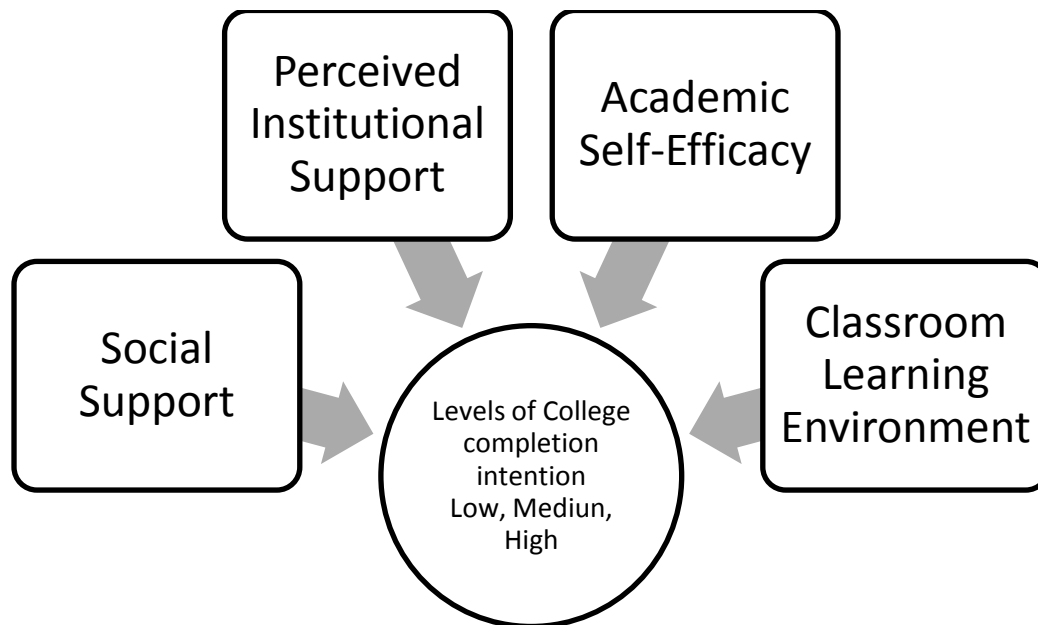 Perceived
Institutional
Support
Academic
Self-Efficacy
Social
Support
Classroom
Learning
Environment
Levels of College
completion
intention
Low, Mediun,
High